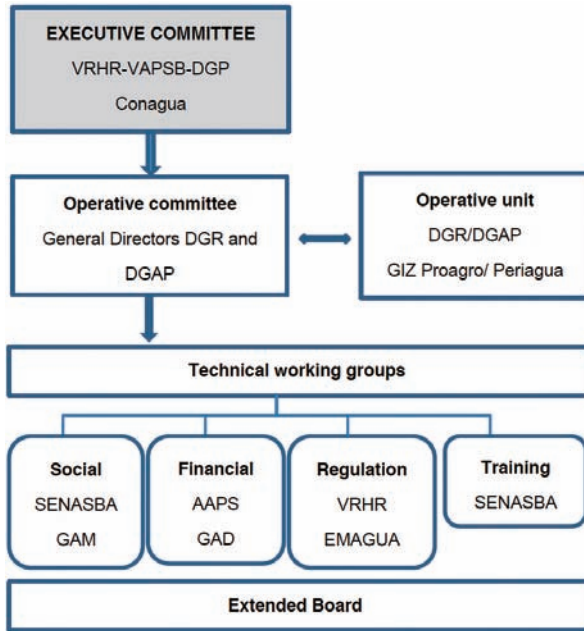 EXECUTIVE COMMITTEE
VRHR-VAPSB-DGP
Conagua
Operative committee
General Directors DGR and
DGAP
Operative unit
DGR/DGAP
GIZ Proagro/ Periagua
Technical working groups
Social
SENASBA
GAM
Financial
AAPS
GAD
Regulation
VRHR
EMAGUA
Training
SENASBA
Extended Board